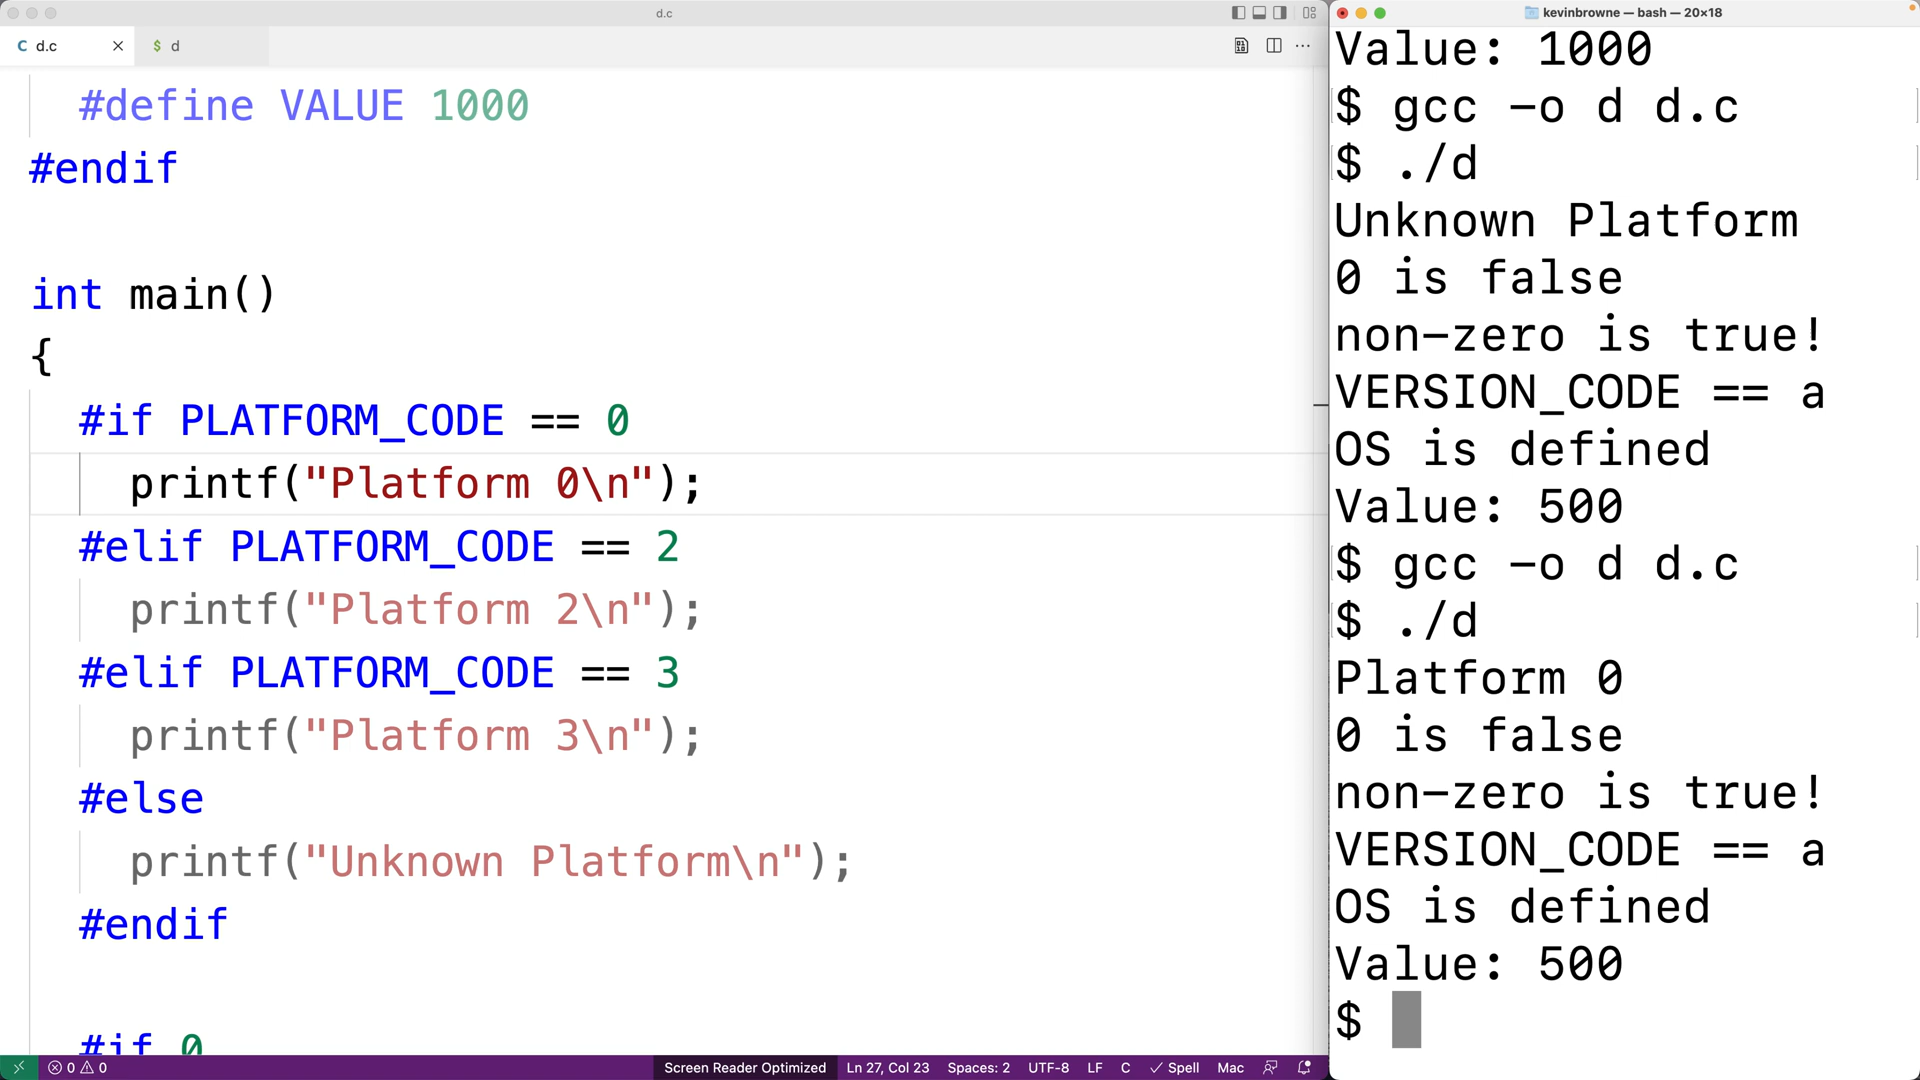 d.c
C d.c
$ d
#define VALUE 1000
#endif
int main()
{
#if PLATFORM_CODE == 0
printf("Platform 0\n");
#elif PLATFORM_CODE == 2
printf("Platform 2\n");
#elif PLATFORM_CODE == 3
printf("Platform 3\n");
#else
printf("Unknown Platform\n");
#endif
#if 0
0 0 Screen Reader Optimized Ln 27, Col 23 Spaces: 2 UTF-8 LF C Spell Mac
kevinbrowne — bash — 20×18
Value: 1000
$ gcc -o d d.c
$ ./d
Unknown Platform
0 is false
non-zero is true!
VERSION_CODE == a
OS is defined
Value: 500
$ gcc -o d d.c
$ ./d
Platform 0
0 is false
non-zero is true!
VERSION_CODE == a
OS is defined
Value: 500
$